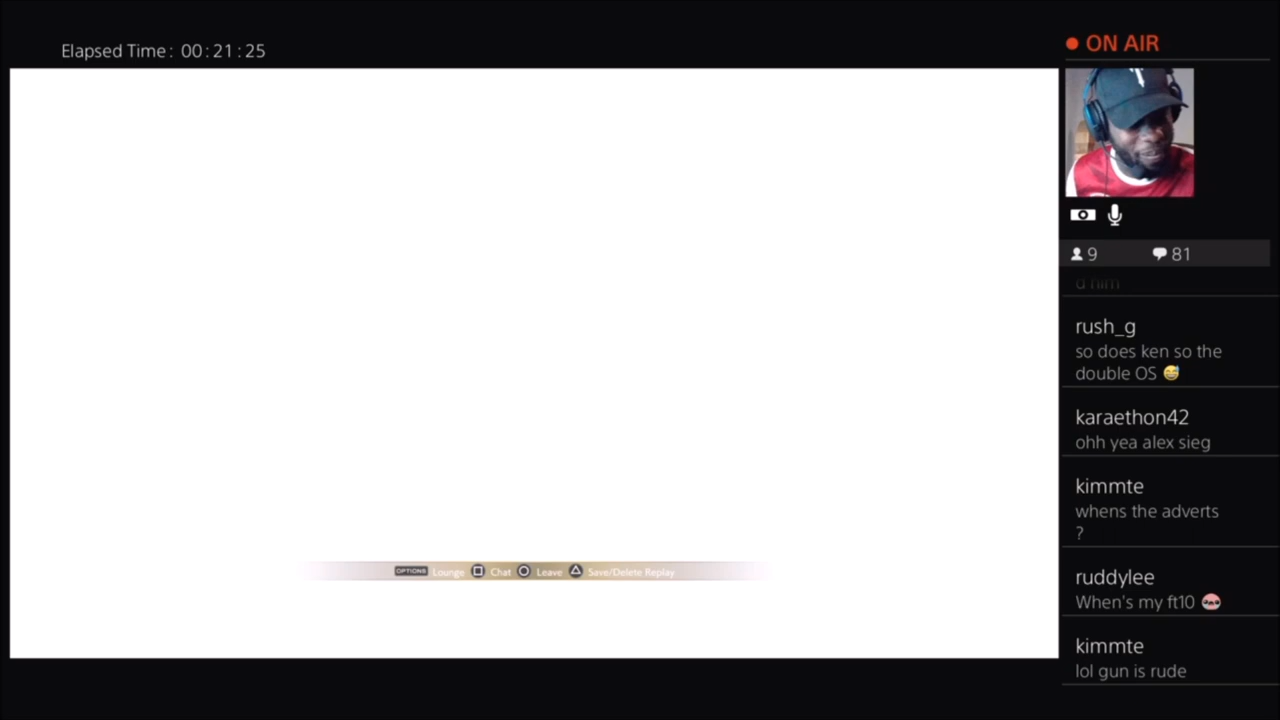 Elapsed Time: 00:21:25
ON AIR
9 81
d him
rush_g
so does ken so the
double OS 😅
karaethon42
ohh yea alex sieg
kimmte
whens the adverts
?
ruddylee
When's my ft10
kimmte
lol gun is rude
OPTIONS Lounge Chat Leave Save/Delete Replay